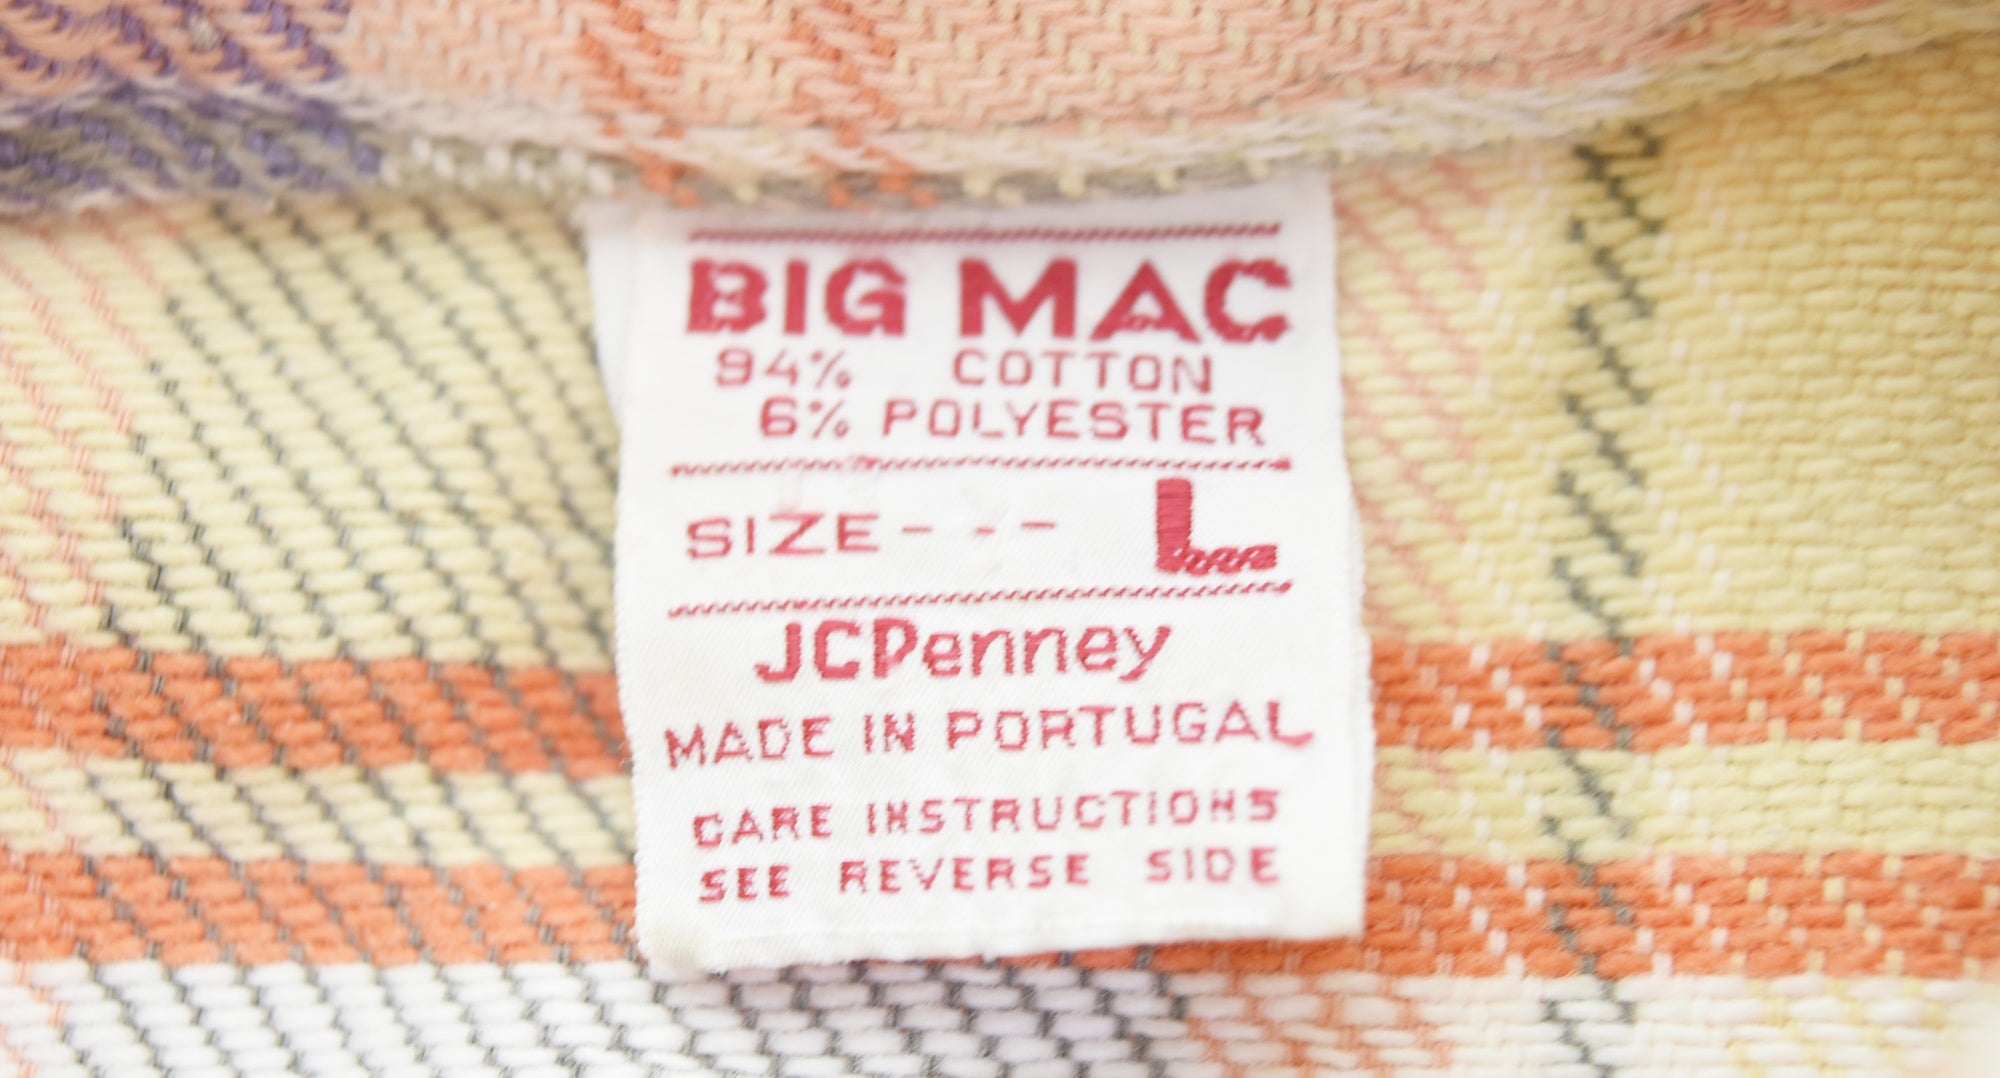 BIG MAC
94% COTTON
6% POLYESTER
SIZE - - - L
JCPenney
MADE IN PORTUGAL
CARE INSTRUCTIONS
SEE REVERSE SIDE